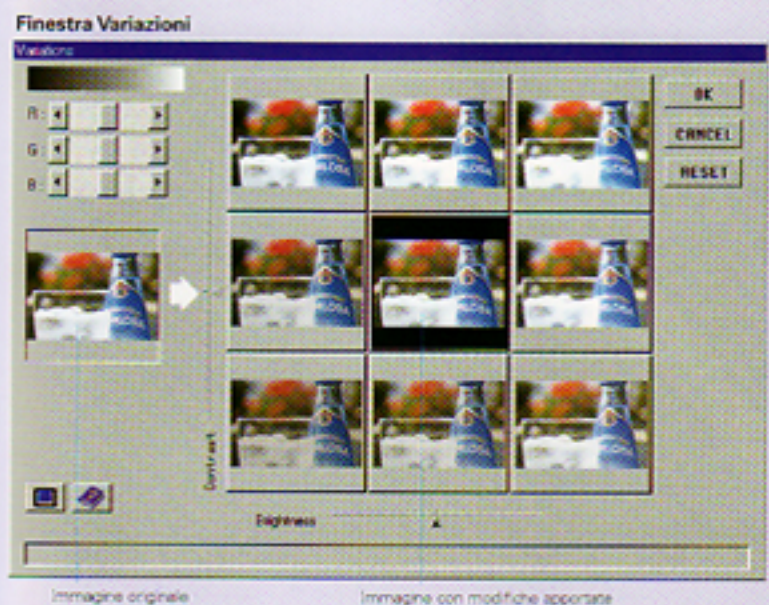 Finestra Variazioni
Variations
R:
G:
B:
OK
CANCEL
RESET
Contrast
Brightness
Immagine originale
Immagine con modifiche apportate